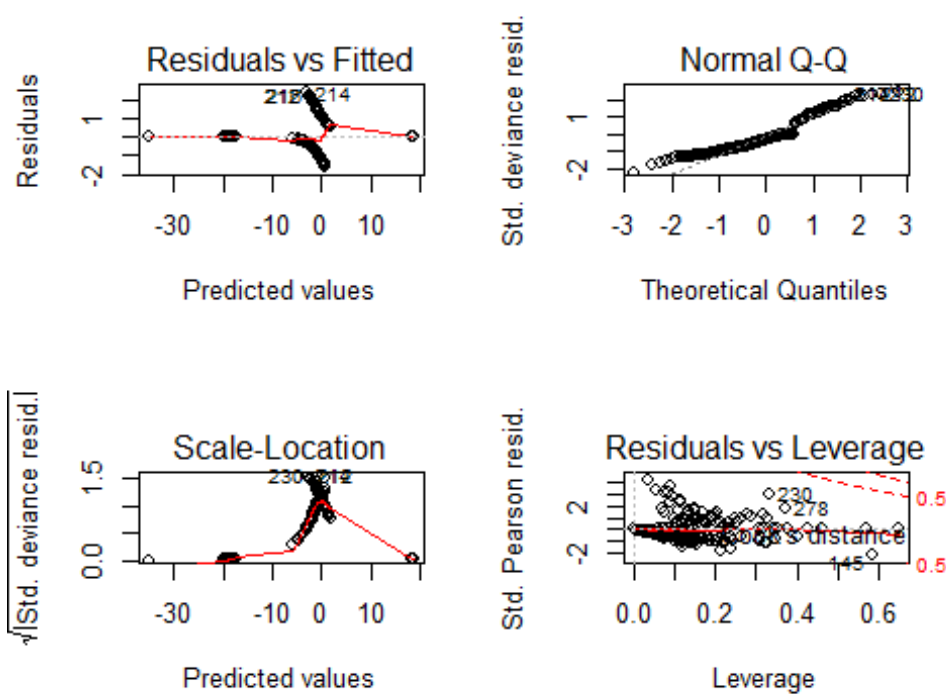 Residuals vs Fitted
Residuals
1
-2
214
-30
-10
0
10
Predicted values
Normal Q-Q
Std. deviance resid.
1
-2
-3
-2
-1
0
1
2
3
Theoretical Quantiles
Scale-Location
√|Std. deviance resid.|
1.5
0.0
230
-30
-10
0
10
Predicted values
Residuals vs Leverage
Std. Pearson resid.
2
-2
230
278
Cook's distance
145
0.5
0.5
0.0
0.2
0.4
0.6
Leverage